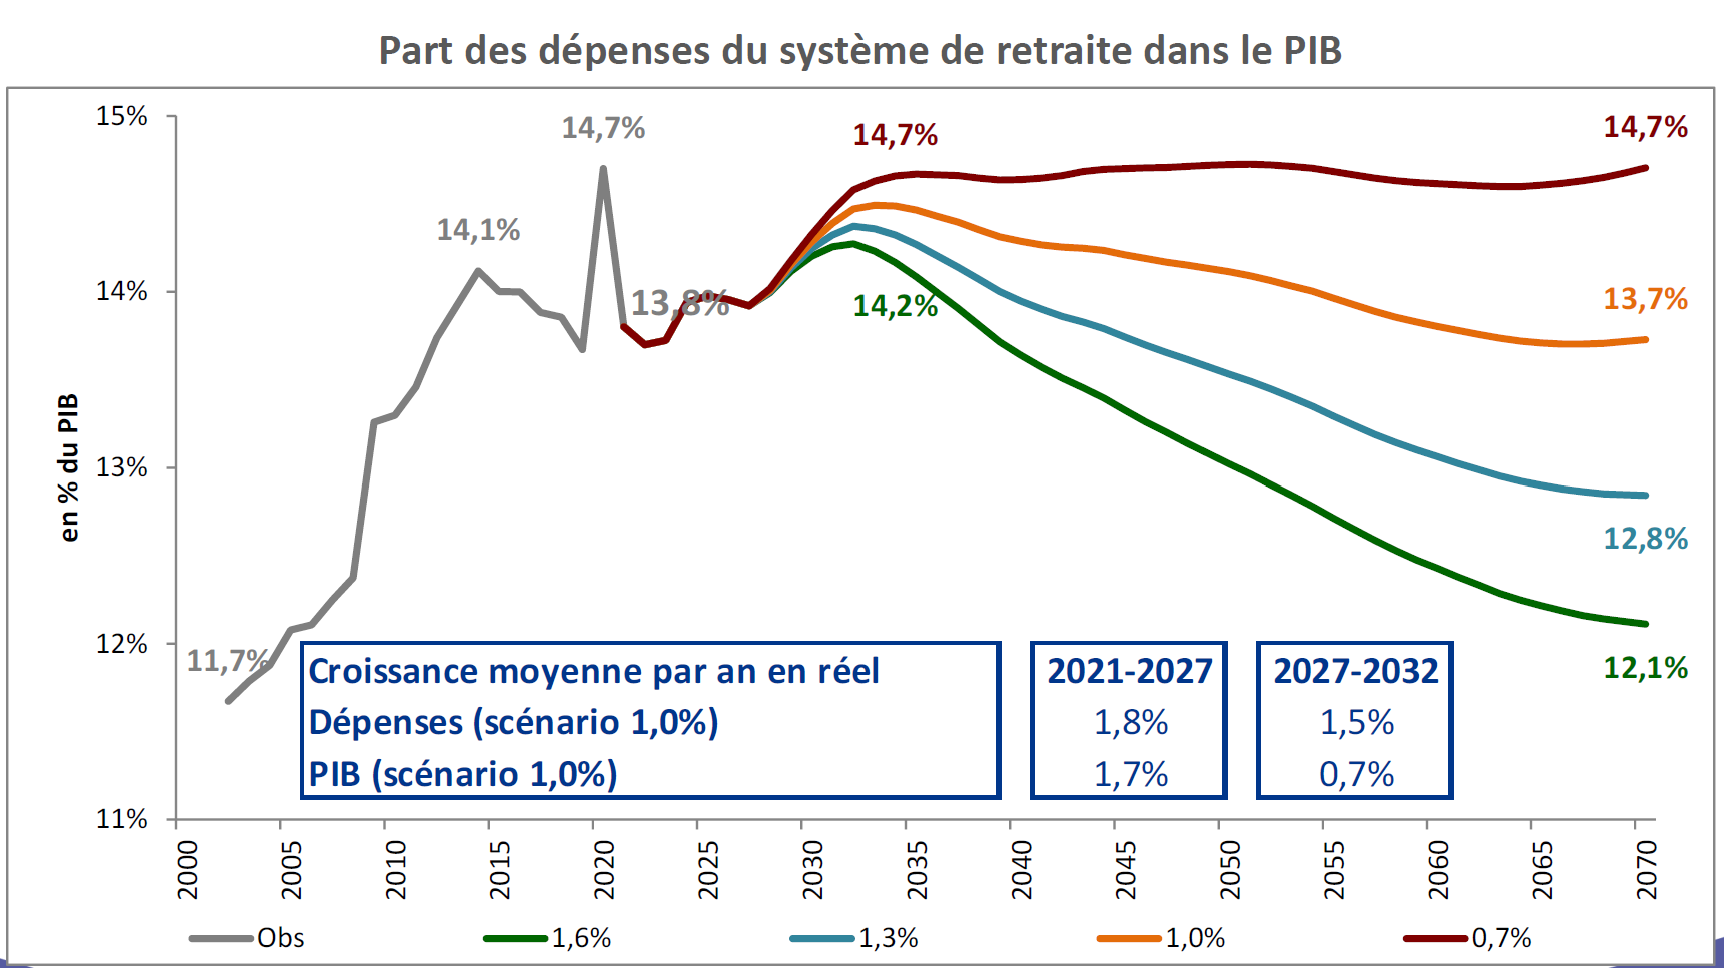 Part des dépenses du système de retraite dans le PIB
en % du PIB
15%
14%
13%
12%
11%
11,7%
14,1%
14,7%
13,8%
14,7%
14,2%
14,7%
13,7%
12,8%
12,1%
Croissance moyenne par an en réel 2021-2027 2027-2032
Dépenses (scénario 1,0%) 1,8% 1,5%
PIB (scénario 1,0%) 1,7% 0,7%
2000 2005 2010 2015 2020 2025 2030 2035 2040 2045 2050 2055 2060 2065 2070
Obs 1,6% 1,3% 1,0% 0,7%